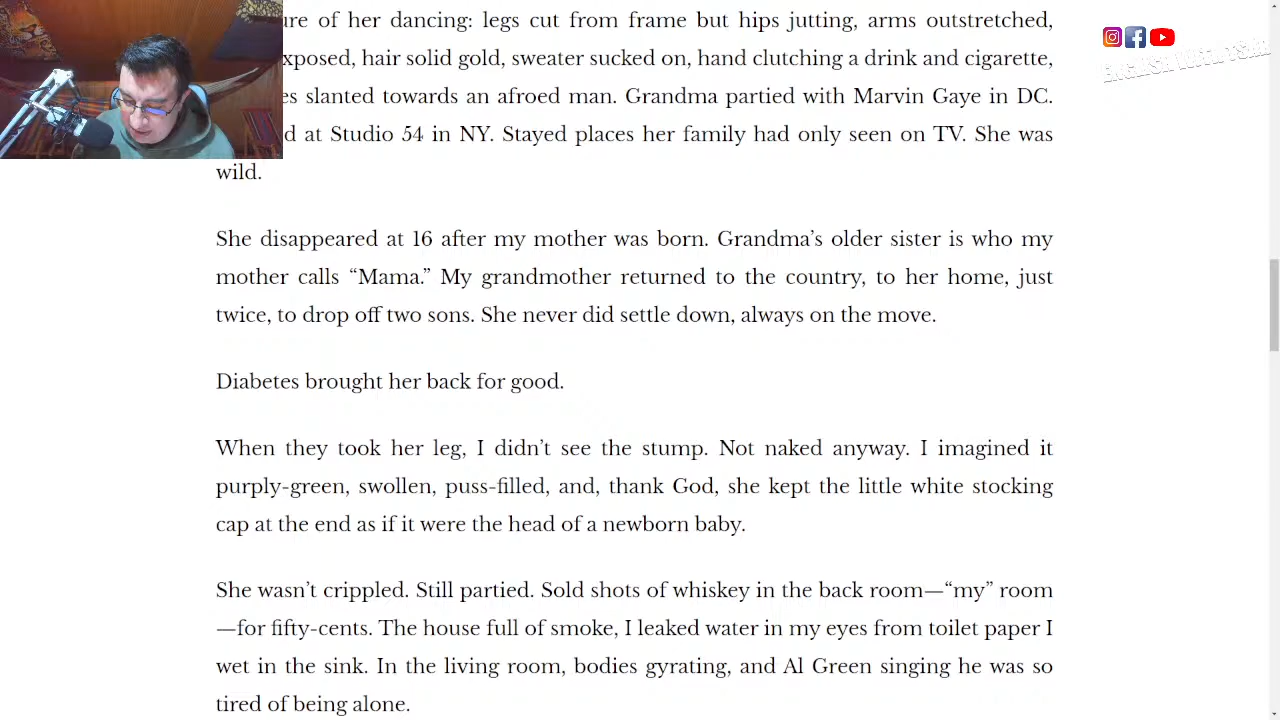 ure of her dancing: legs cut from frame but hips jutting, arms outstretched,
xposed, hair solid gold, sweater sucked on, hand clutching a drink and cigarette,
es slanted towards an afroed man. Grandma partied with Marvin Gaye in DC.
d at Studio 54 in NY. Stayed places her family had only seen on TV. She was
wild.
She disappeared at 16 after my mother was born. Grandma’s older sister is who my
mother calls “Mama.” My grandmother returned to the country, to her home, just
twice, to drop off two sons. She never did settle down, always on the move.
Diabetes brought her back for good.
When they took her leg, I didn’t see the stump. Not naked anyway. I imagined it
purply-green, swollen, puss-filled, and, thank God, she kept the little white stocking
cap at the end as if it were the head of a newborn baby.
She wasn’t crippled. Still partied. Sold shots of whiskey in the back room—“my” room
—for fifty-cents. The house full of smoke, I leaked water in my eyes from toilet paper I
wet in the sink. In the living room, bodies gyrating, and Al Green singing he was so
tired of being alone.
ENGLISH WITH